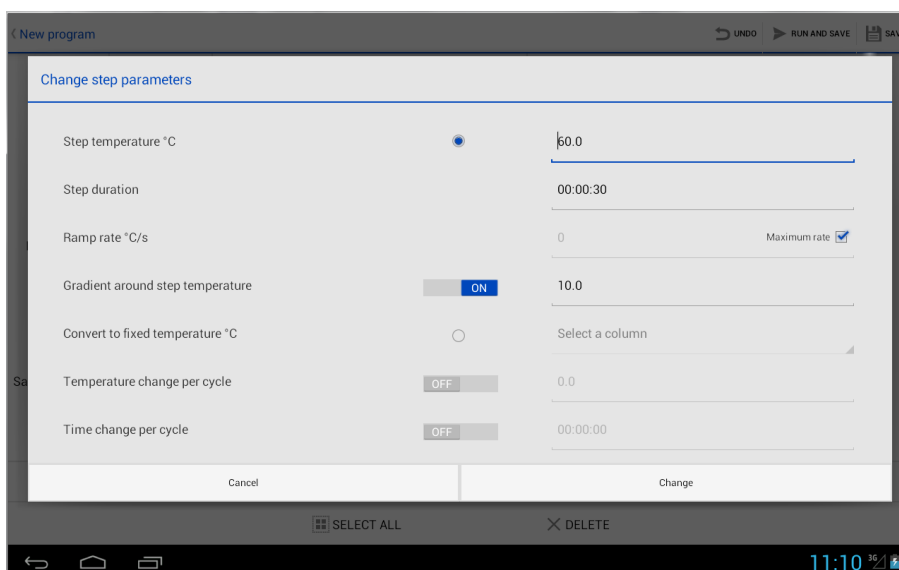 New program
UNDO
RUN AND SAVE
SAV
Change step parameters
Step temperature °C
60.0
Step duration
00:00:30
Ramp rate °C/s
0
Maximum rate
Gradient around step temperature
ON
10.0
Convert to fixed temperature °C
Select a column
Sa
Temperature change per cycle
OFF
0.0
Time change per cycle
OFF
00:00:00
Cancel
Change
SELECT ALL
DELETE
11:10
3G